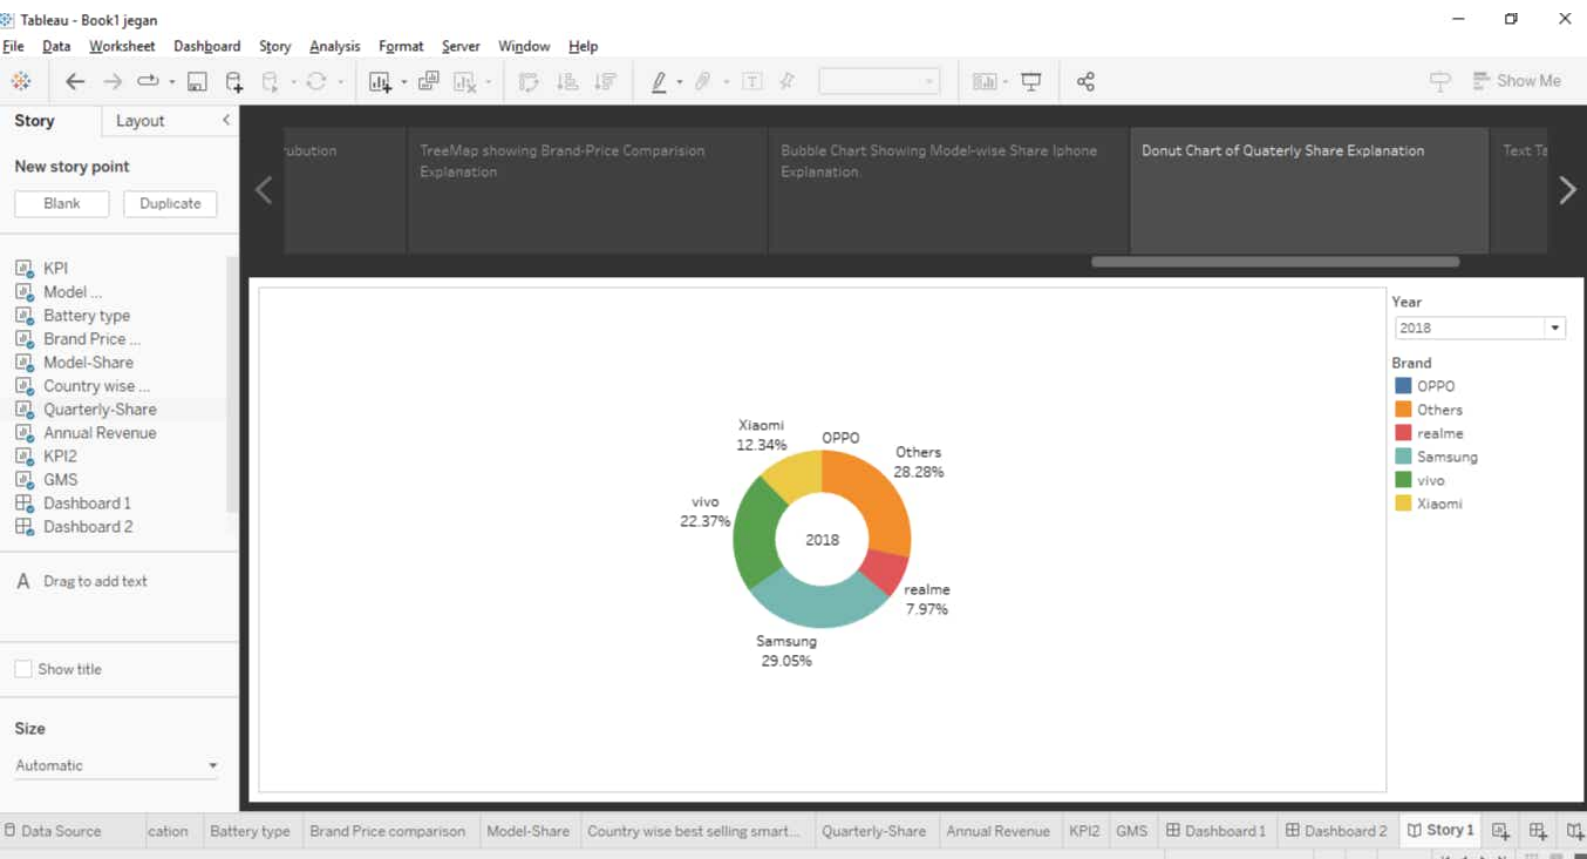 Tableau - Book1 jegan
File Data Worksheet Dashboard Story Analysis Format Server Window Help
Show Me
Story Layout
New story point
Blank Duplicate
KPI
Model ...
Battery type
Brand Price ...
Model-Share
Country wise ...
Quarterly-Share
Annual Revenue
KPI2
GMS
Dashboard 1
Dashboard 2
A Drag to add text
Show title
Size
Automatic
ubution
TreeMap showing Brand-Price Comparision
Explanation
Bubble Chart Showing Model-wise Share Iphone
Explanation.
Donut Chart of Quaterly Share Explanation
Text Ta
Xiaomi
12.34%
OPPO
Others
28.28%
vivo
22.37%
2018
realme
7.97%
Samsung
29.05%
Year
2018
Brand
OPPO
Others
realme
Samsung
vivo
Xiaomi
Data Source cation Battery type Brand Price comparison Model-Share Country wise best selling smart... Quarterly-Share Annual Revenue KPI2 GMS Dashboard 1 Dashboard 2 Story 1